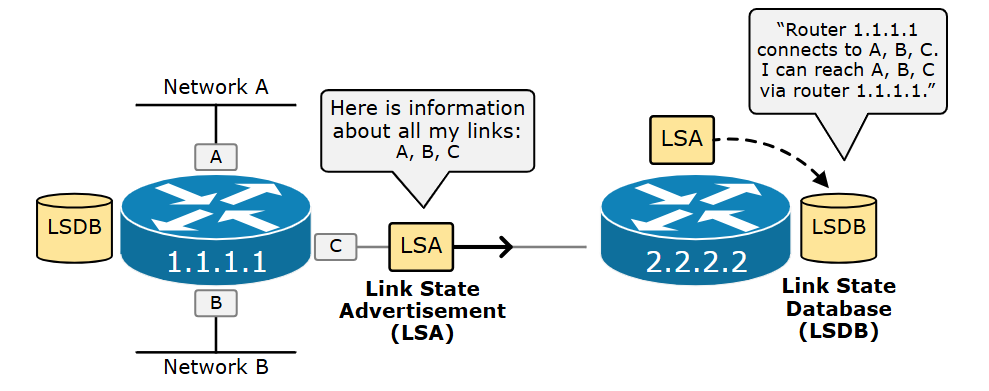 Network A
A
LSDB
1.1.1.1
B
Network B
C
Here is information
about all my links:
A, B, C
LSA
Link State
Advertisement
(LSA)
“Router 1.1.1.1
connects to A, B, C.
I can reach A, B, C
via router 1.1.1.1.”
LSA
2.2.2.2
LSDB
Link State
Database
(LSDB)